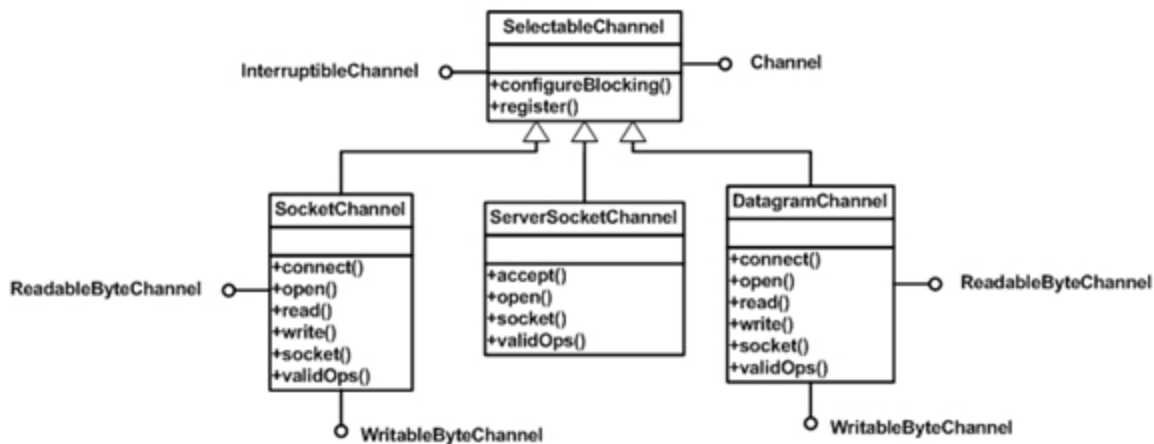 SelectableChannel
InterruptibleChannel
Channel
+configureBlocking()
+register()
SocketChannel
+connect()
+open()
+read()
+write()
+socket()
+validOps()
ReadableByteChannel
WritableByteChannel
ServerSocketChannel
+accept()
+open()
+socket()
+validOps()
DatagramChannel
+connect()
+open()
+read()
+write()
+socket()
+validOps()
ReadableByteChannel
WritableByteChannel